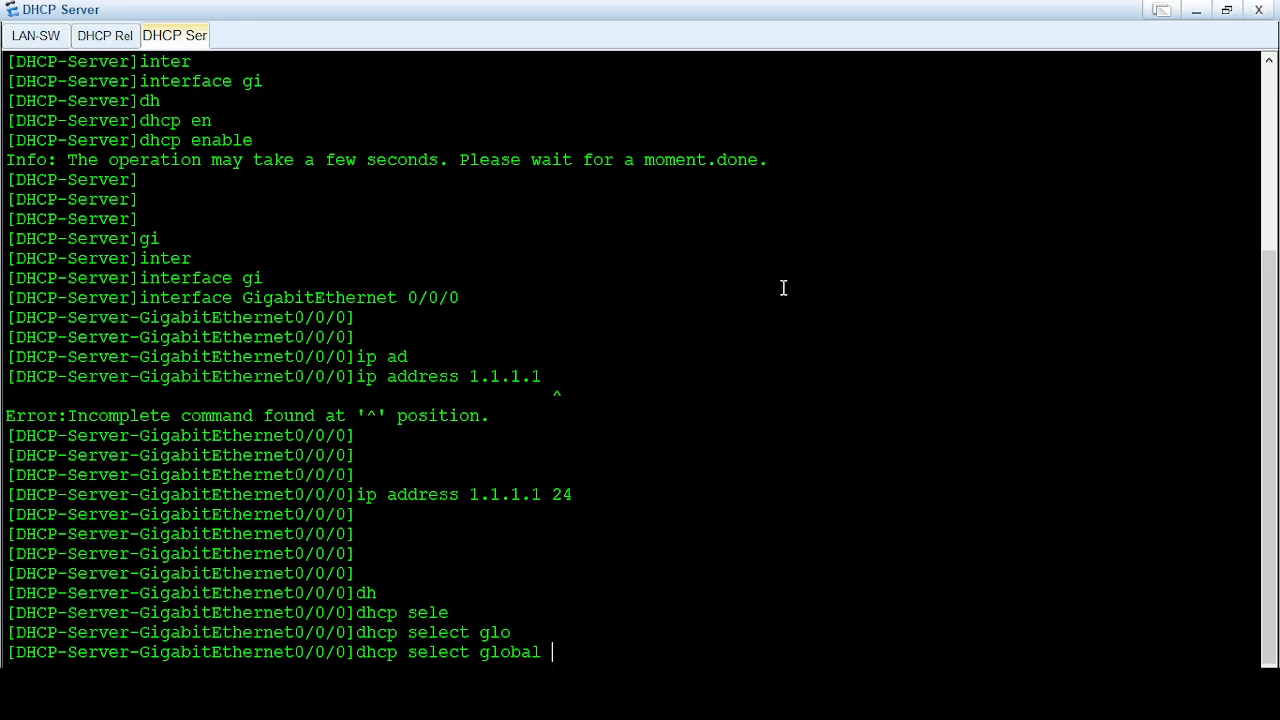 DHCP Server
LAN-SW DHCP Rel DHCP Ser
[DHCP-Server]inter
[DHCP-Server]interface gi
[DHCP-Server]dh
[DHCP-Server]dhcp en
[DHCP-Server]dhcp enable
Info: The operation may take a few seconds. Please wait for a moment.done.
[DHCP-Server]
[DHCP-Server]
[DHCP-Server]
[DHCP-Server]gi
[DHCP-Server]inter
[DHCP-Server]interface gi
[DHCP-Server]interface GigabitEthernet 0/0/0
[DHCP-Server-GigabitEthernet0/0/0]
[DHCP-Server-GigabitEthernet0/0/0]
[DHCP-Server-GigabitEthernet0/0/0]ip ad
[DHCP-Server-GigabitEthernet0/0/0]ip address 1.1.1.1
^
Error:Incomplete command found at '^' position.
[DHCP-Server-GigabitEthernet0/0/0]
[DHCP-Server-GigabitEthernet0/0/0]
[DHCP-Server-GigabitEthernet0/0/0]
[DHCP-Server-GigabitEthernet0/0/0]ip address 1.1.1.1 24
[DHCP-Server-GigabitEthernet0/0/0]
[DHCP-Server-GigabitEthernet0/0/0]
[DHCP-Server-GigabitEthernet0/0/0]
[DHCP-Server-GigabitEthernet0/0/0]
[DHCP-Server-GigabitEthernet0/0/0]dh
[DHCP-Server-GigabitEthernet0/0/0]dhcp sele
[DHCP-Server-GigabitEthernet0/0/0]dhcp select glo
[DHCP-Server-GigabitEthernet0/0/0]dhcp select global